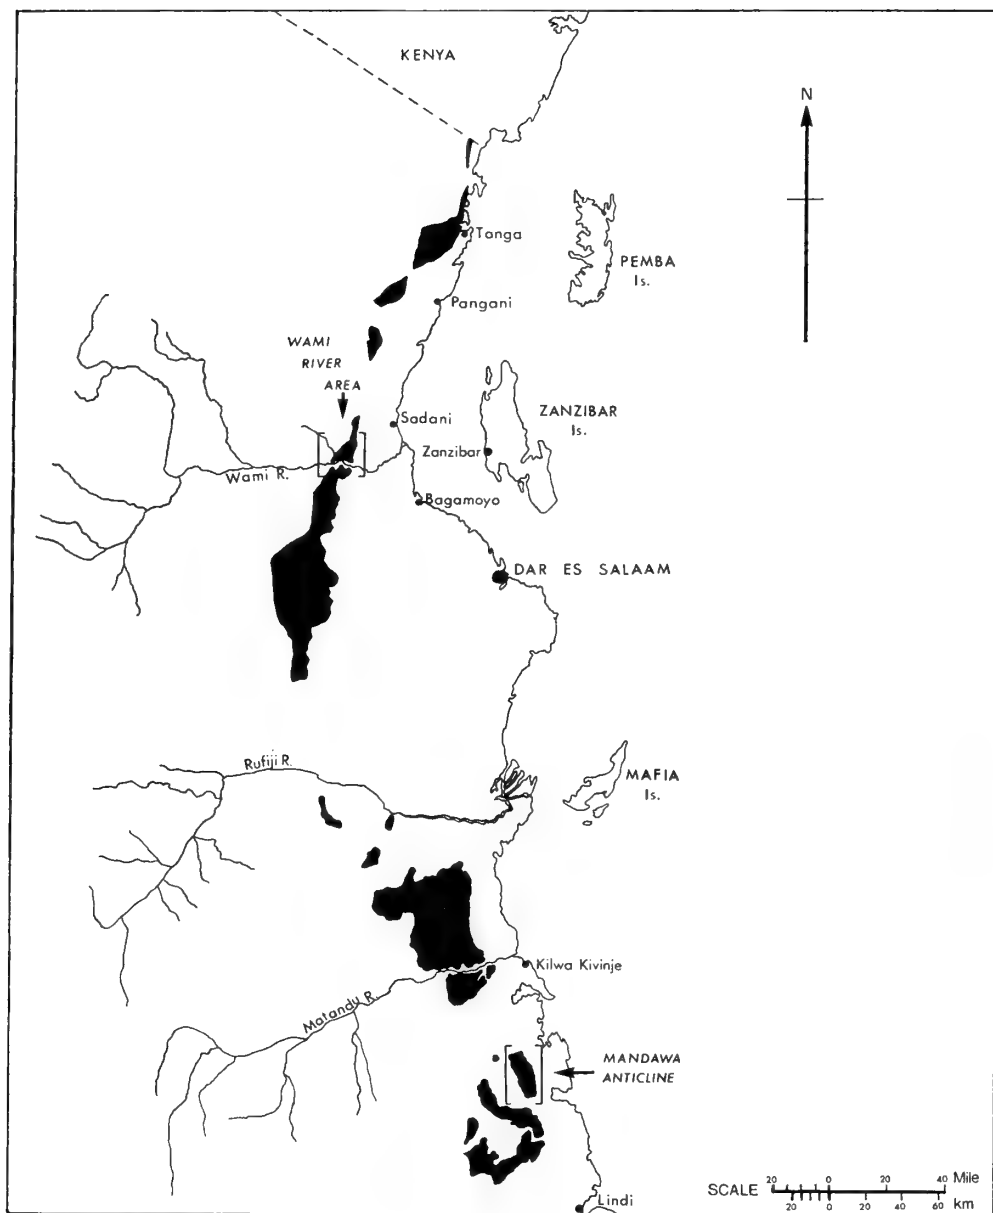 KENYA
N
Tanga
PEMBA
Is.
Pangani
WAMI
RIVER
AREA
Sadani
ZANZIBAR
Is.
Zanzibar
Wami R.
Bagamoyo
DAR ES SALAAM
Rufiji R.
MAFIA
Is.
Kilwa Kivinje
Matandu R.
MANDAWA
ANTICLINE
SCALE
20 0 20 40 Mile
20 0 20 40 60 km
Lindi